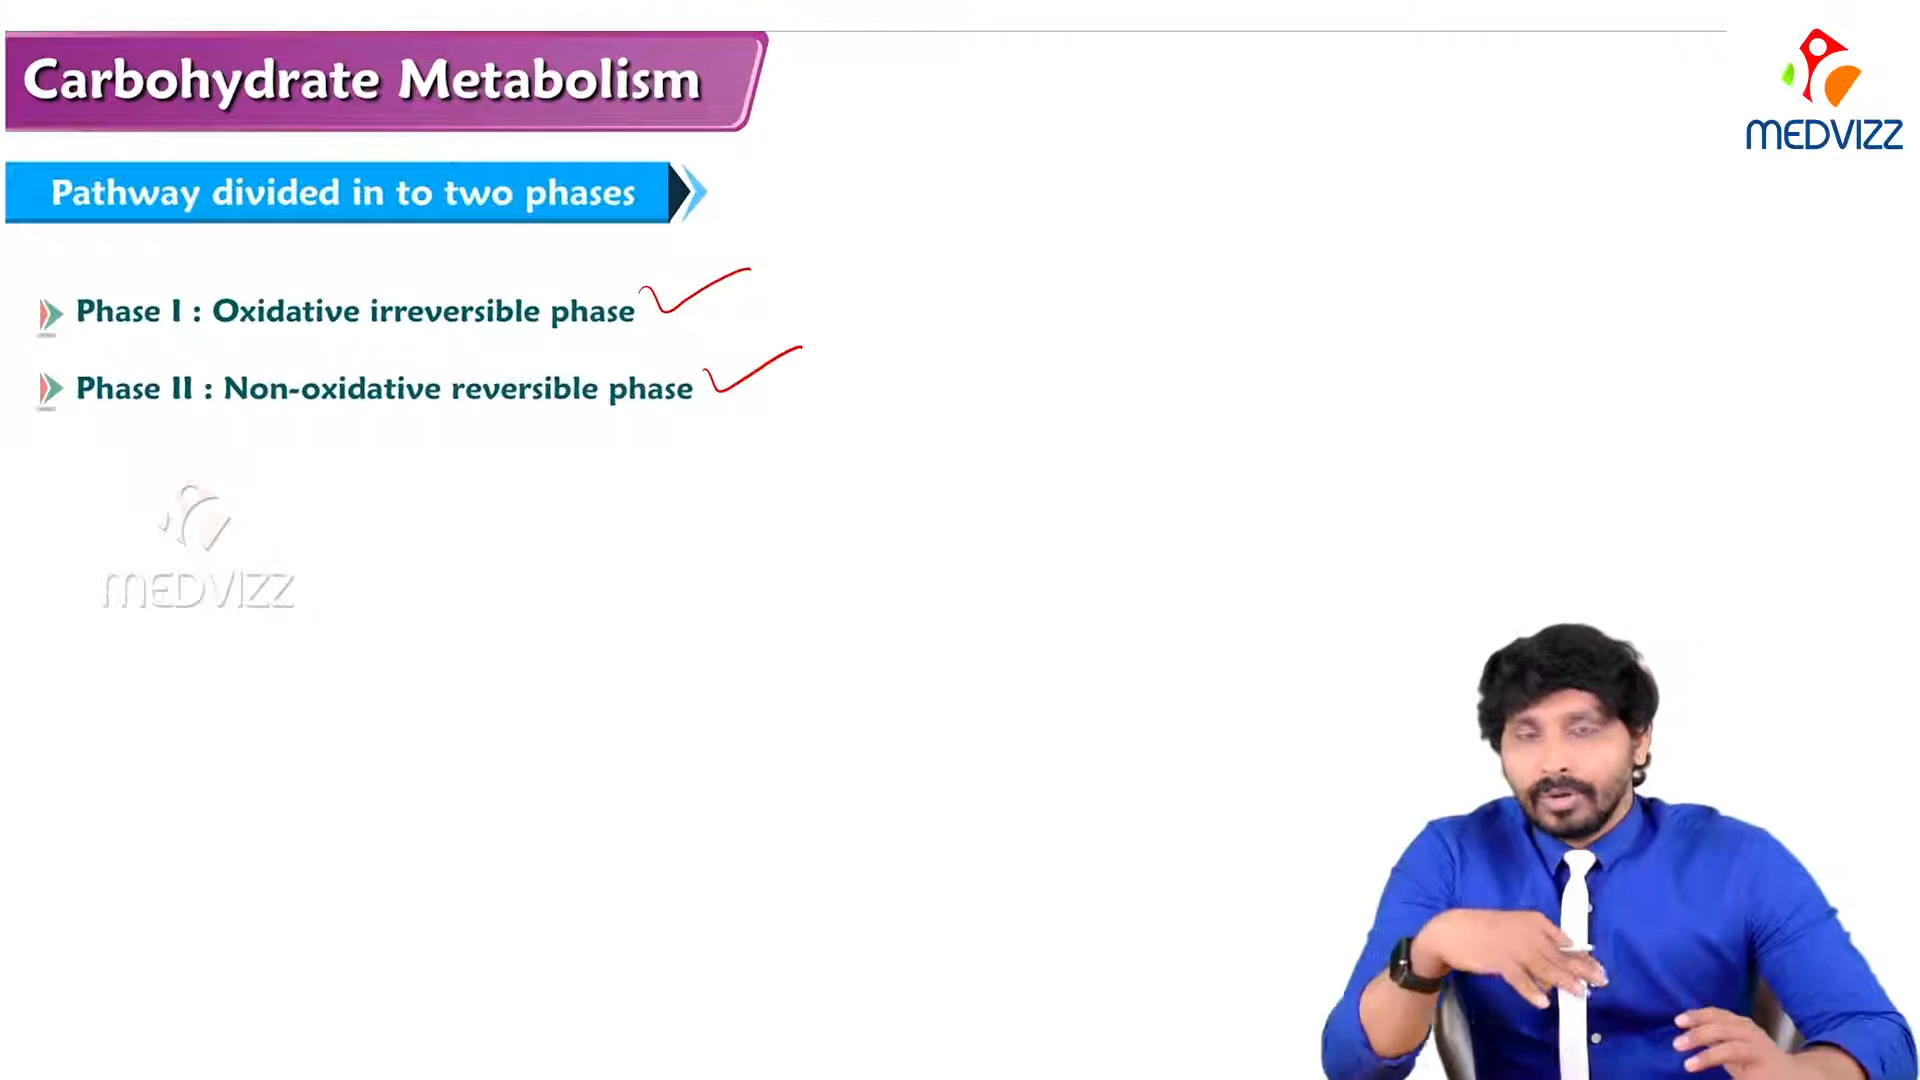 Carbohydrate Metabolism
MEDVIZZ
Pathway divided in to two phases
Phase I : Oxidative irreversible phase
Phase II : Non-oxidative reversible phase
MEDVIZZ